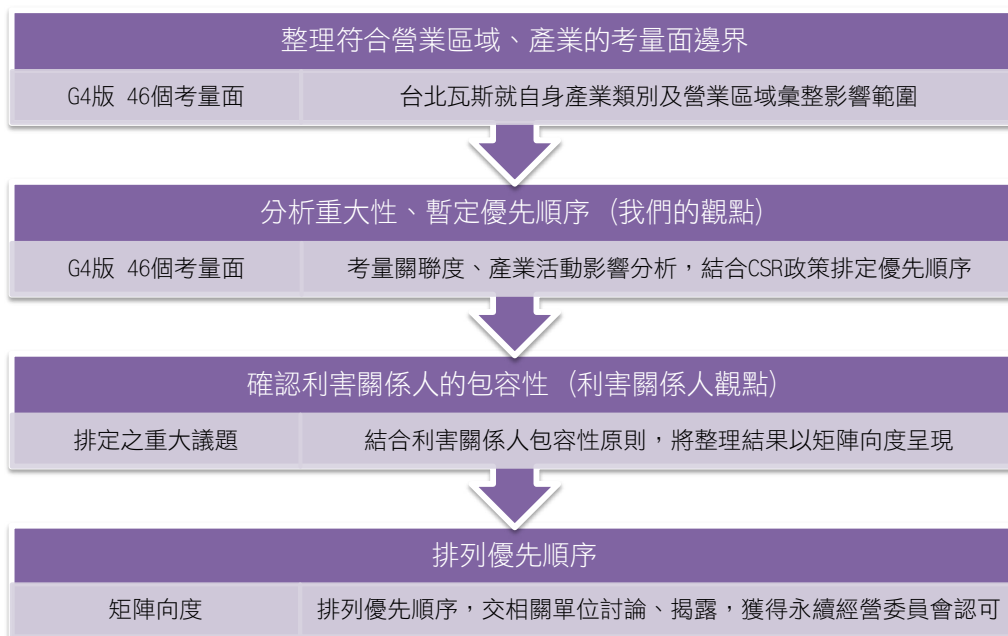 整理符合營業區域、產業的考量面邊界
G4版 46個考量面
台北瓦斯就自身產業類別及營業區域彙整影響範圍
分析重大性、暫定優先順序 (我們的觀點)
G4版 46個考量面
考量關聯度、產業活動影響分析，結合CSR政策排定優先順序
確認利害關係人的包容性 (利害關係人觀點)
排定之重大議題
結合利害關係人包容性原則，將整理結果以矩陣向度呈現
排列優先順序
矩陣向度
排列優先順序，交相關單位討論、揭露，獲得永續經營委員會認可